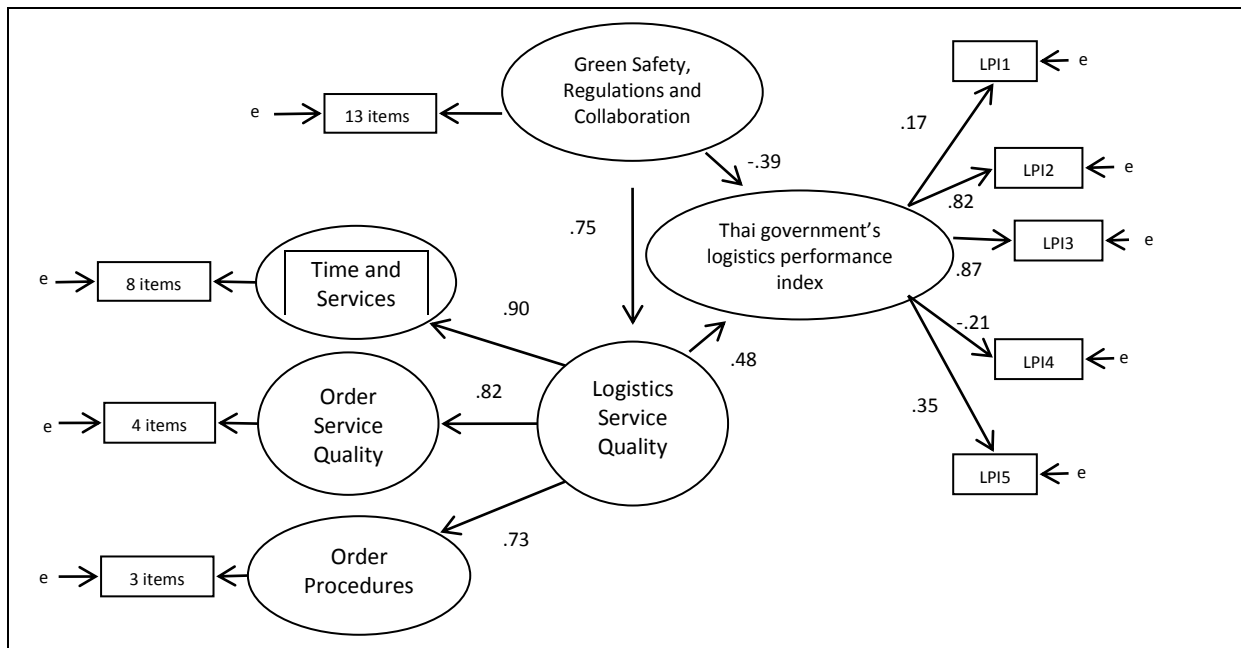 Green Safety,
Regulations and
Collaboration
e
13 items
-.39
.75
LPI1
e
.17
LPI2
e
.82
Thai government’s
logistics performance
index
LPI3
e
.87
-.21
LPI4
e
.35
LPI5
e
e
8 items
Time and
Services
.90
.48
Logistics
Service
Quality
e
4 items
Order
Service
Quality
.82
.73
e
3 items
Order
Procedures